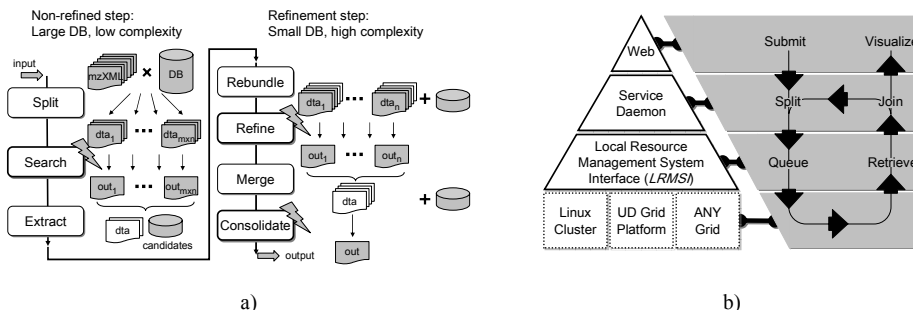 Non-refined step:
Large DB, low complexity
input
mzXML
×
DB
Split
dta1
...
dtamxn
Search
out1
...
outmxn
Extract
dta
candidates
Refinement step:
Small DB, high complexity
Rebundle
dta1
...
dtan
+
Refine
out1
...
outn
Merge
dta
+
Consolidate
output
out
a)
Web
Submit
Visualize
Service
Daemon
Split
Join
Local Resource
Management System
Interface (LRMSI)
Queue
Retrieve
Linux
Cluster
UD Grid
Platform
ANY
Grid
b)